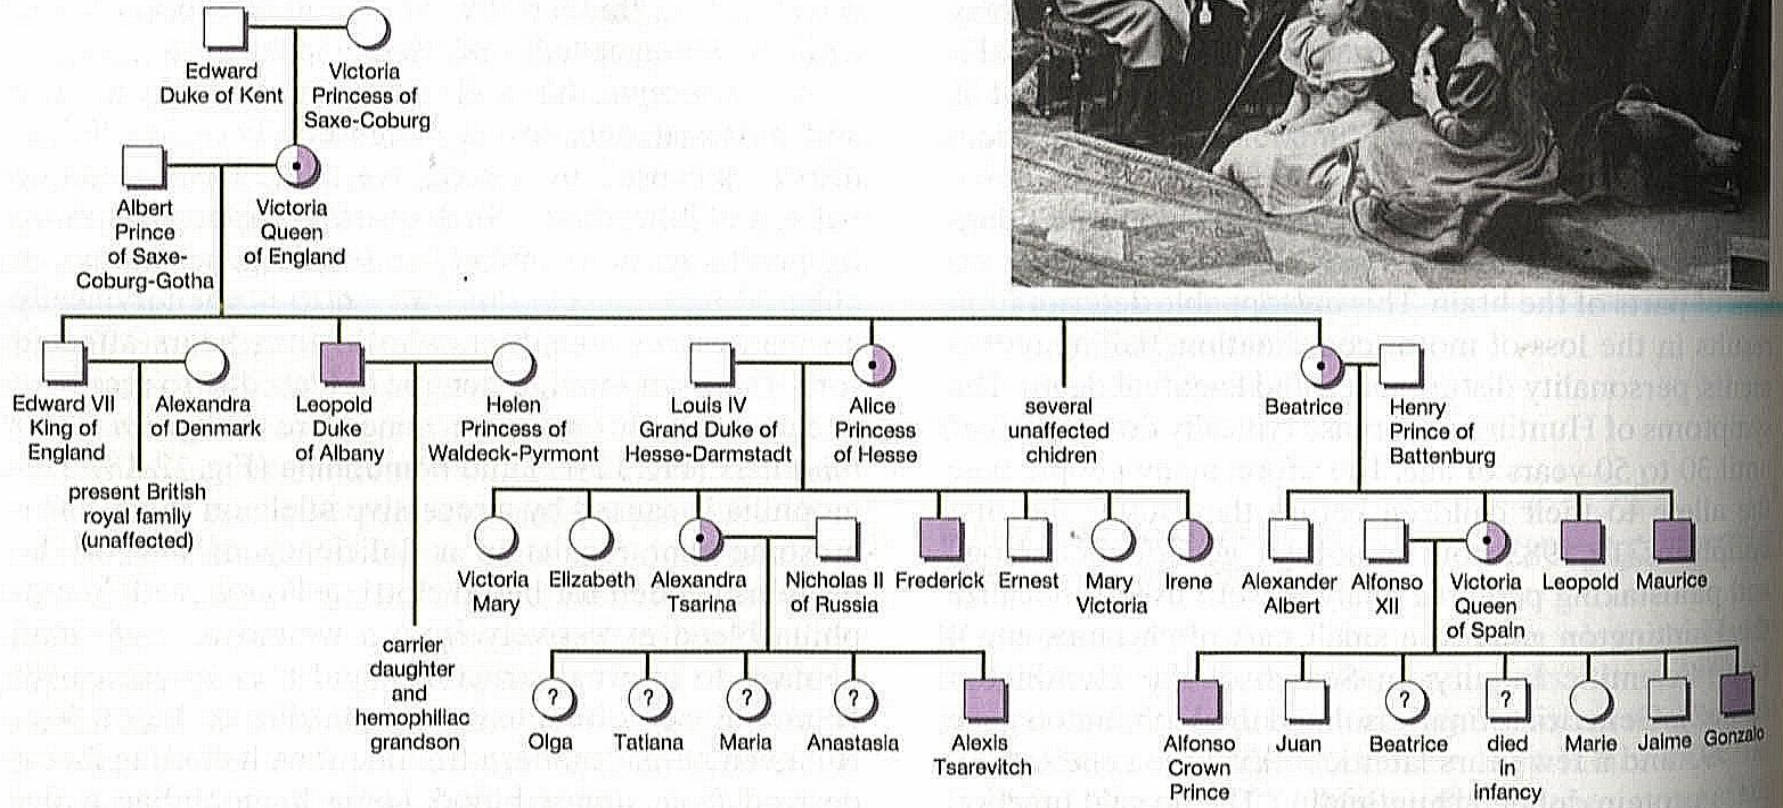 Edward
Duke of Kent
Victoria
Princess of
Saxe-Coburg
Albert
Prince
of Saxe-
Coburg-Gotha
Victoria
Queen
of England
Edward VII
King of
England
Alexandra
of Denmark
Leopold
Duke
of Albany
Helen
Princess of
Waldeck-Pyrmont
Louis IV
Grand Duke of
Hesse-Darmstadt
Alice
Princess
of Hesse
several
unaffected
chidren
Beatrice
Henry
Prince of
Battenburg
present British
royal family
(unaffected)
Victoria
Mary
Elizabeth
Alexandra
Tsarina
Nicholas II
of Russia
Frederick
Ernest
Mary
Victoria
Irene
Alexander
Albert
Alfonso
XII
Victoria
Queen
of Spain
Leopold
Maurice
carrier
daughter
and
hemophiliac
grandson
?
?
?
?
Olga
Tatiana
Maria
Anastasia
Alexis
Tsarevitch
?
?
Alfonso
Crown
Prince
Juan
Beatrice
died
in
infancy
Marie
Jaime
Gonzalo